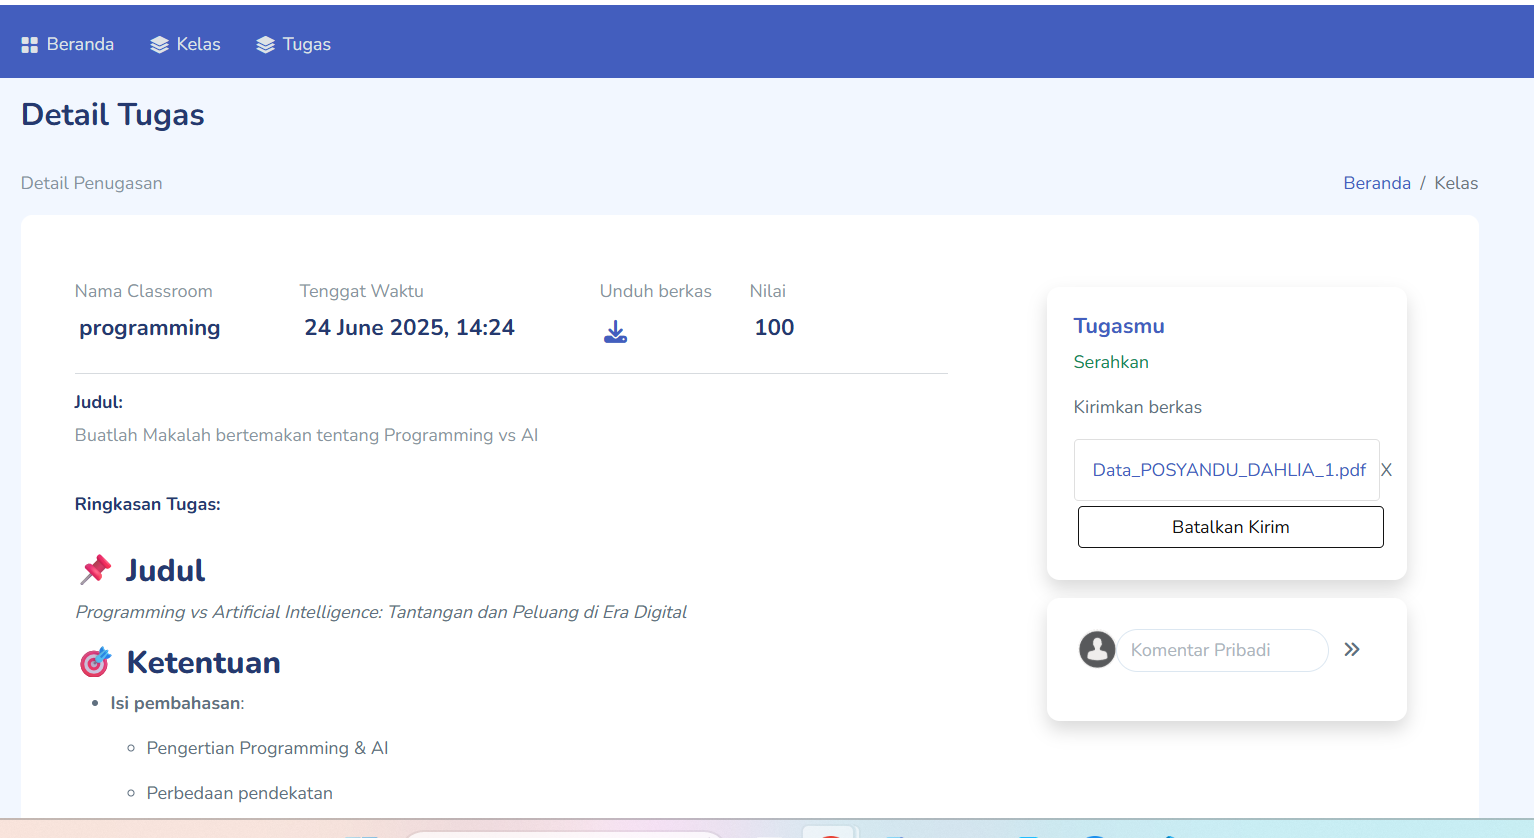 Beranda Kelas Tugas
Detail Tugas
Detail Penugasan
Beranda / Kelas
Nama Classroom Tenggat Waktu Unduh berkas Nilai
programming 24 June 2025, 14:24 100
Judul:
Buatlah Makalah bertemakan tentang Programming vs AI
Ringkasan Tugas:
Judul
Programming vs Artificial Intelligence: Tantangan dan Peluang di Era Digital
Ketentuan
Isi pembahasan:
Pengertian Programming & AI
Perbedaan pendekatan
Tugasmu
Serahkan
Kirimkan berkas
Data_POSYANDU_DAHLIA_1.pdf X
Batalkan Kirim
Komentar Pribadi